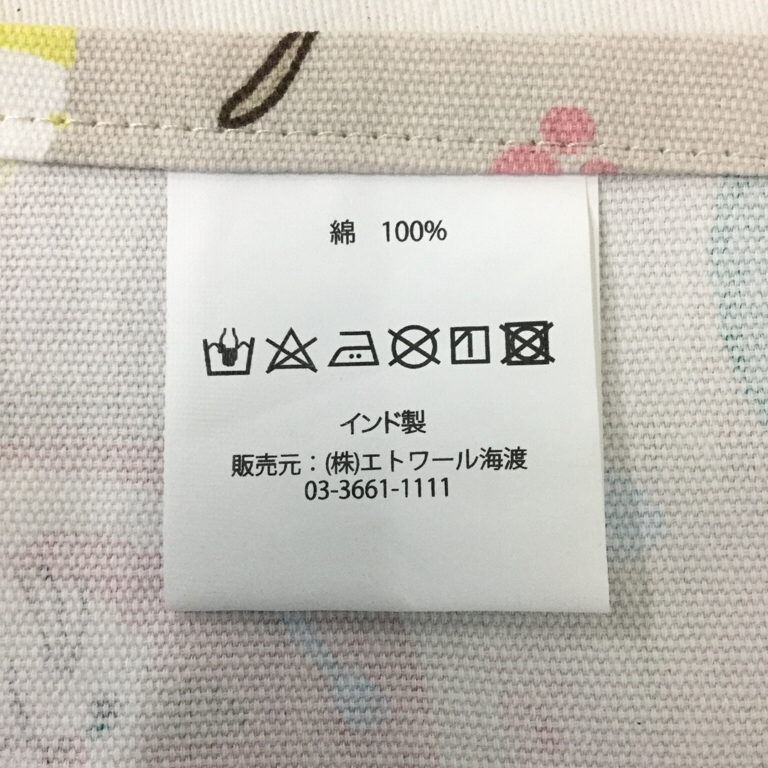 綿 100%
インド製
販売元：(株)エトワール海渡
03-3661-1111